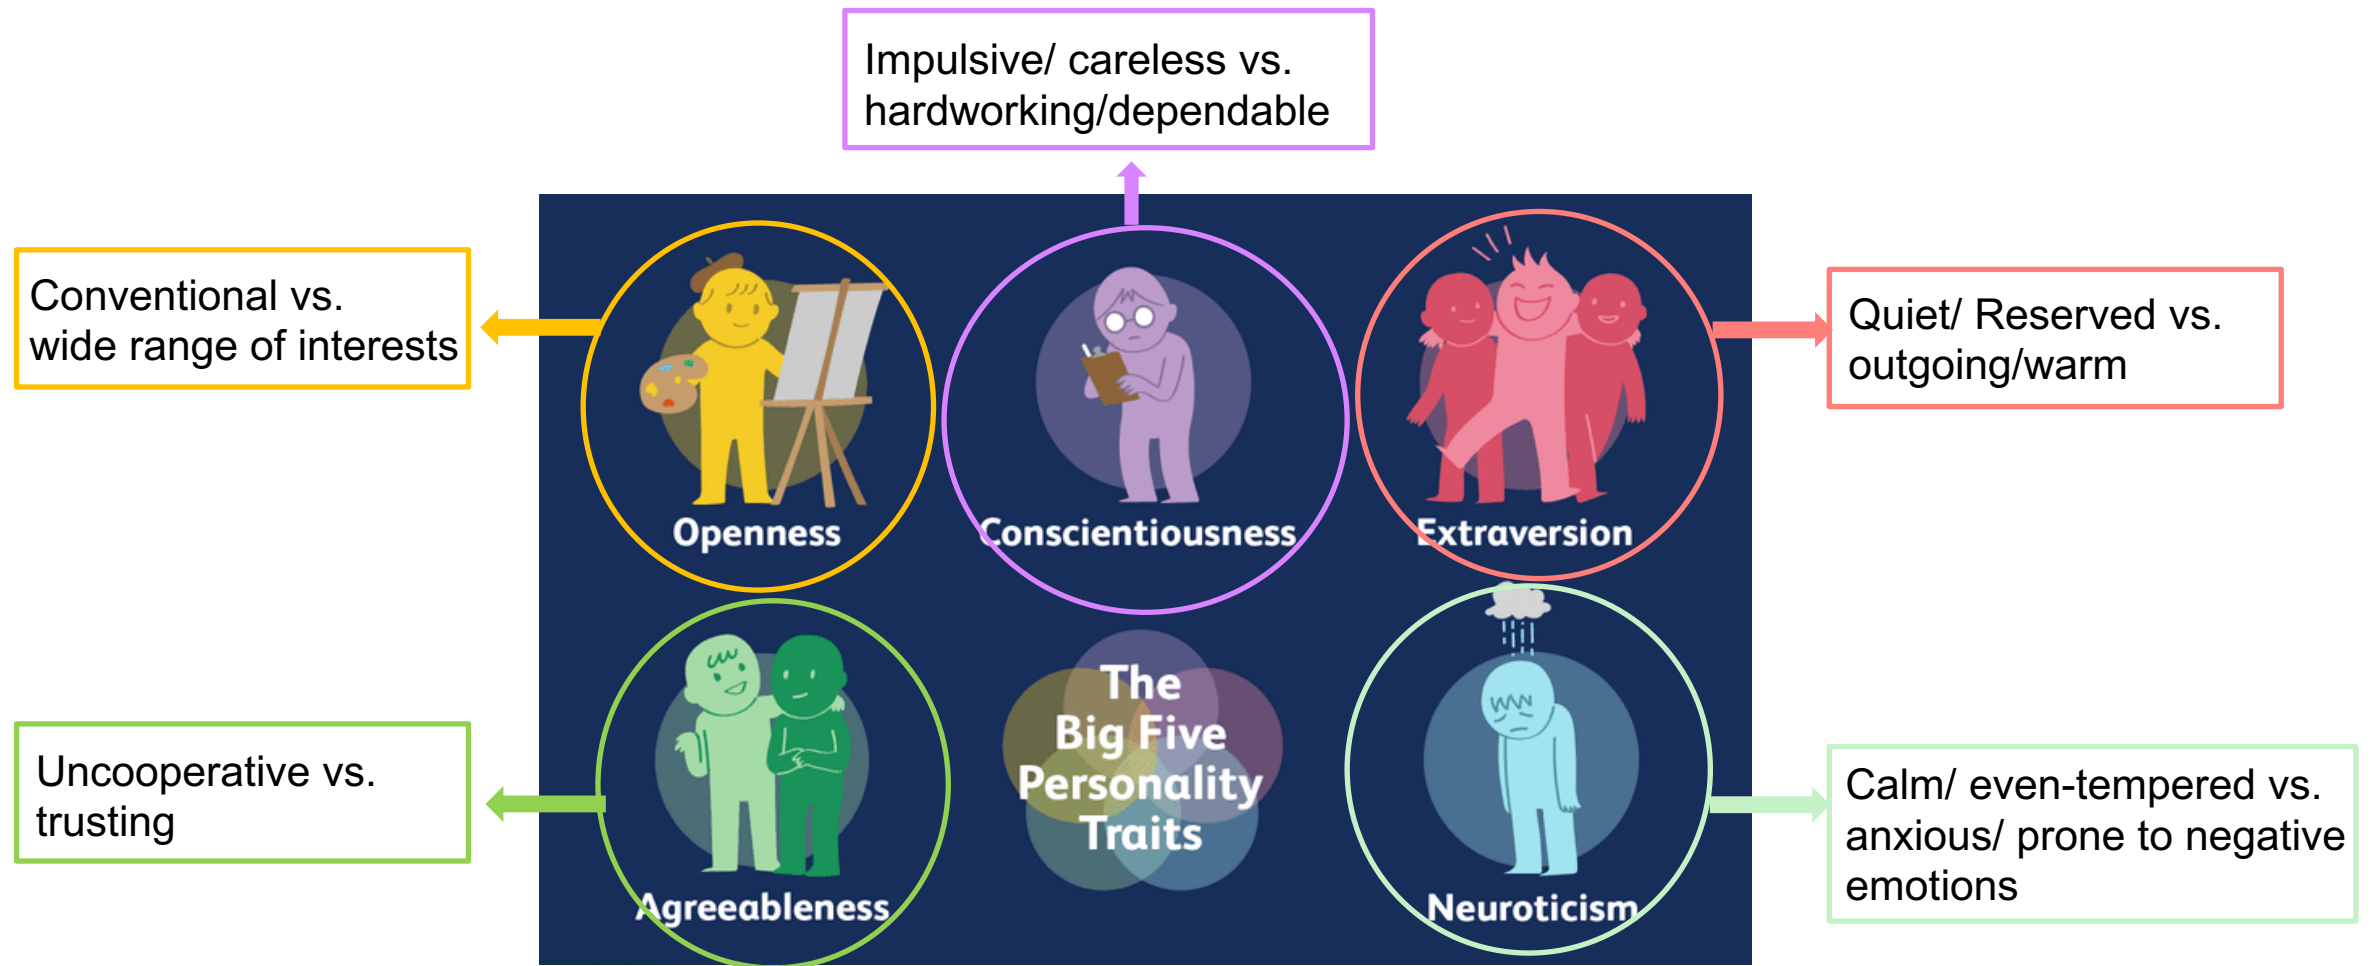 Impulsive/ careless vs.
hardworking/dependable
Conventional vs.
wide range of interests
Quiet/ Reserved vs.
outgoing/warm
Openness
Conscientiousness
Extraversion
The
Big Five
Personality
Traits
Uncooperative vs.
trusting
Calm/ even-tempered vs.
anxious/ prone to negative
emotions
Agreeableness
Neuroticism